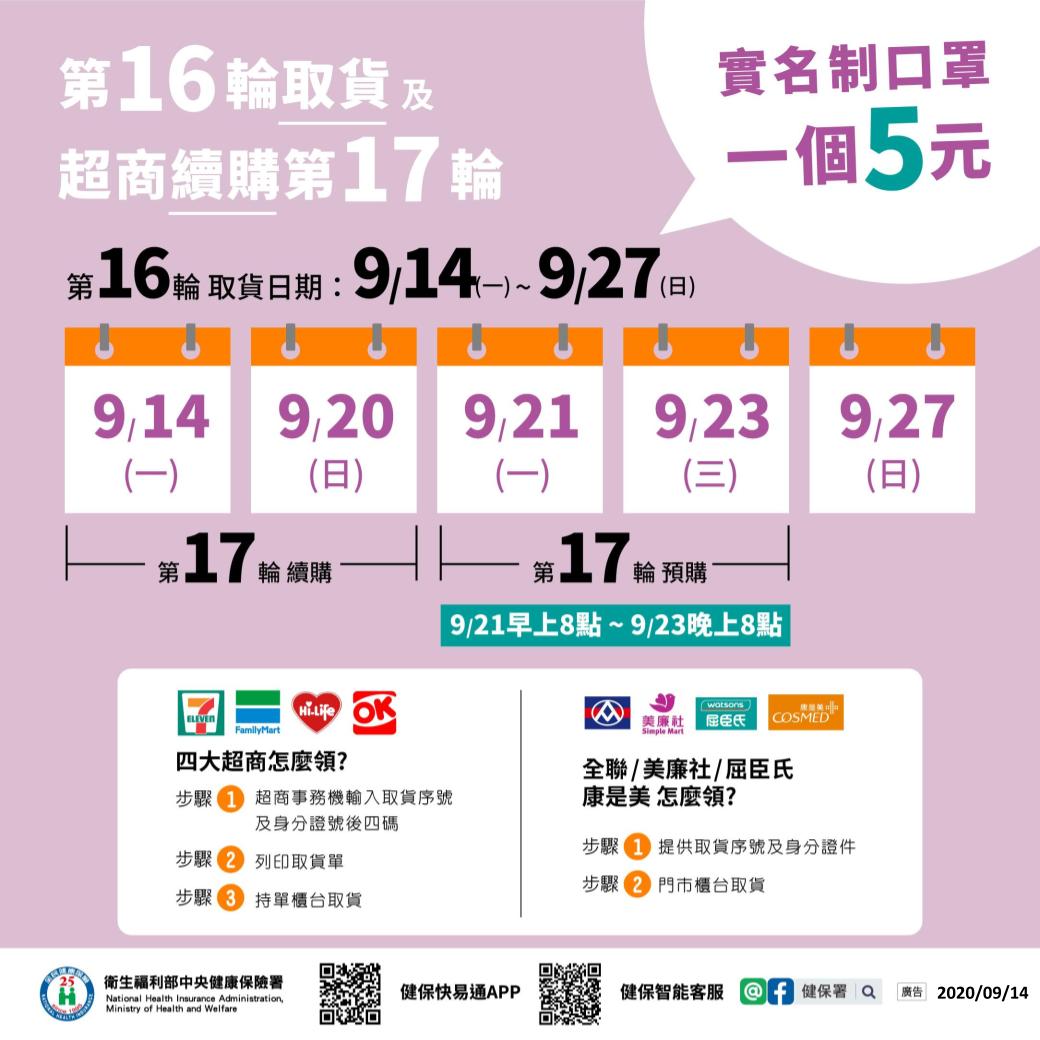 第16輪取貨及
超商續購第17輪
實名制口罩
一個5元
第16輪 取貨日期：9/14(一)~9/27(日)
9/14
(一)
9/20
(日)
9/21
(一)
9/23
(三)
9/27
(日)
第17輪 續購
第17輪 預購
9/21早上8點 ~ 9/23晚上8點
7
ELEVEN
FamilyMart
Hi-Life
OK
四大超商怎麼領?
步驟 1 超商事務機輸入取貨序號
及身分證號後四碼
步驟 2 列印取貨單
步驟 3 持單櫃台取貨
美廉社
Simple Mart
watsons
屈臣氏
康是美
COSMED
全聯/美廉社/屈臣氏
康是美 怎麼領?
步驟 1 提供取貨序號及身分證件
步驟 2 門市櫃台取貨
25
衛生福利部中央健康保險署
National Health Insurance Administration,
Ministry of Health and Welfare
健保快易通APP
健保智能客服
@ f 健保署
廣告
2020/09/14